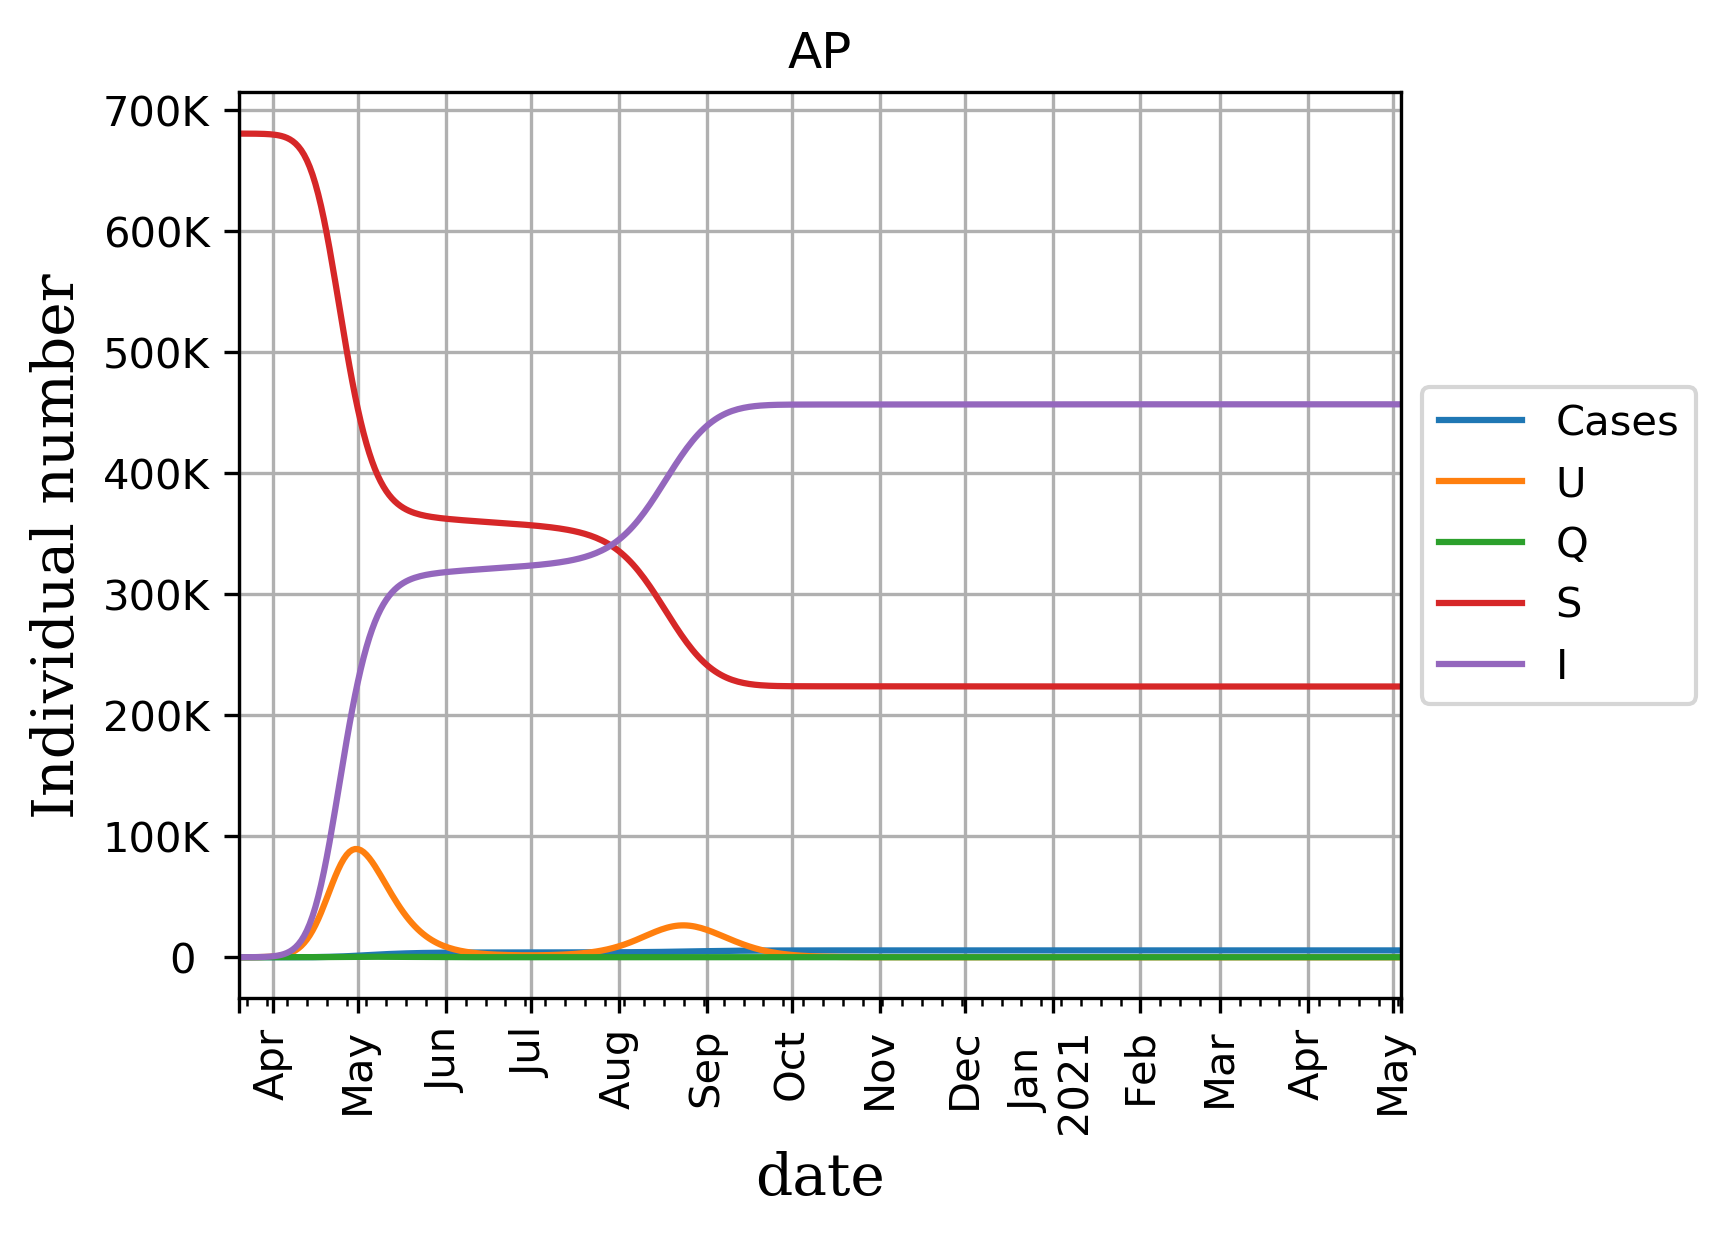 AP
700K
600K
500K
400K
300K
200K
100K
0
Individual number
Apr
May
Jun
Jul
Aug
Sep
Oct
Nov
Dec
Jan
2021
Feb
Mar
Apr
May
date
Cases
U
Q
S
I